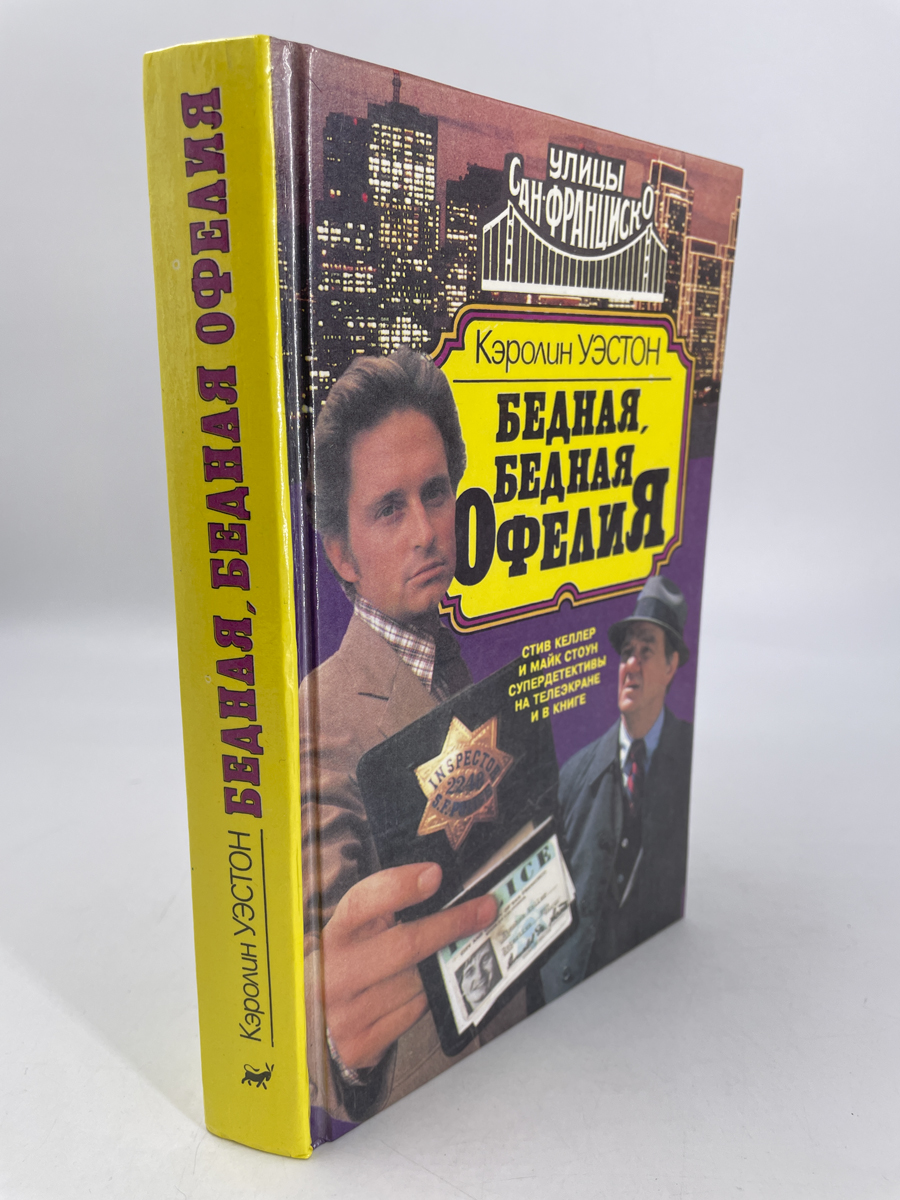 Кэролин УЭСТОН БЕДНАЯ, БЕДНАЯ ОФЕЛИЯ
УЛИЦЫ
САН-ФРАНЦИСКО
Кэролин УЭСТОН
БЕДНАЯ,
БЕДНАЯ
ОФЕЛИЯ
СТИВ КЕЛЛЕР
И МАЙК СТОУН
СУПЕРДЕТЕКТИВЫ
НА ТЕЛЕЭКРАНЕ
И В КНИГЕ
INSPECTOR